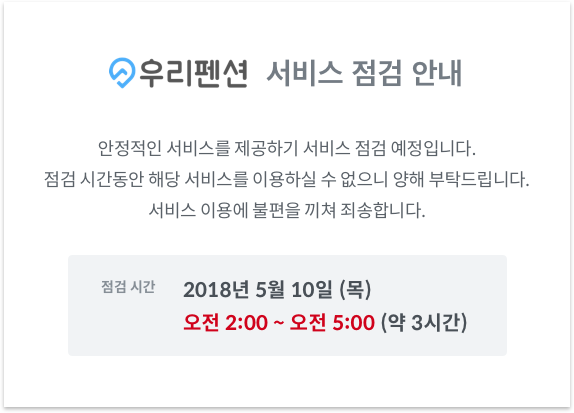 우리펜션 서비스 점검 안내
안정적인 서비스를 제공하기 서비스 점검 예정입니다.
점검 시간동안 해당 서비스를 이용하실 수 없으니 양해 부탁드립니다.
서비스 이용에 불편을 끼쳐 죄송합니다.
점검 시간 2018년 5월 10일 (목)
오전 2:00 ~ 오전 5:00 (약 3시간)